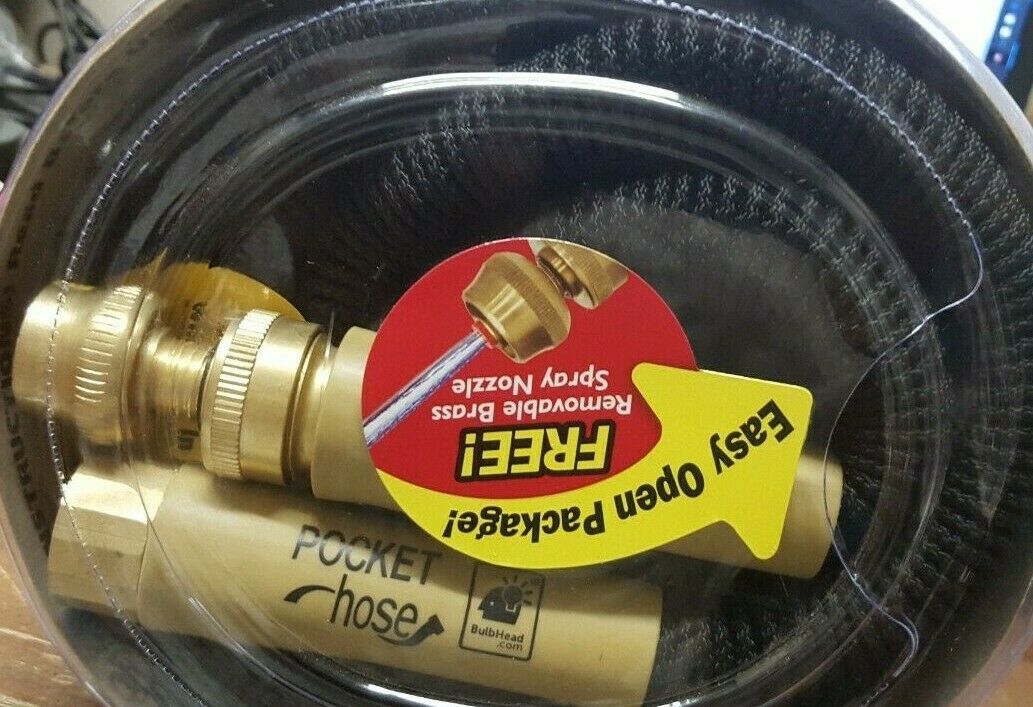 FREE!
Removable Brass
Spray Nozzle
Easy Open Package!
POCKET
hose
BulbHead
.com